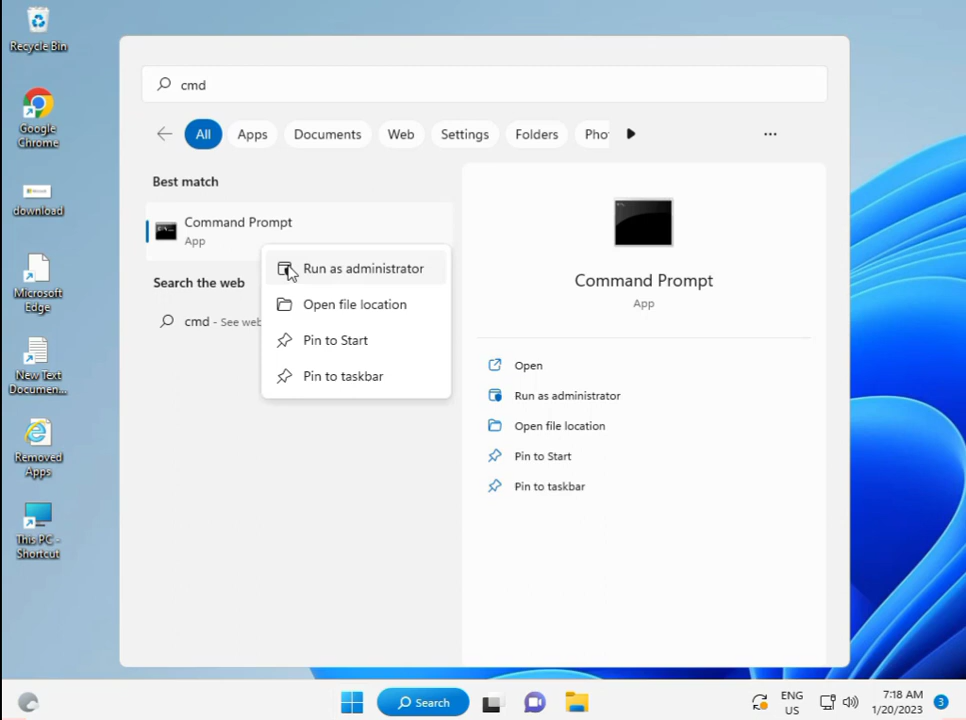 Recycle Bin
Google
Chrome
download
Microsoft
Edge
New Text
Documen...
Removed
Apps
This PC -
Shortcut
cmd
All
Apps
Documents
Web
Settings
Folders
Pho
...
Best match
Command Prompt
App
Search the web
cmd - See web
Run as administrator
Open file location
Pin to Start
Pin to taskbar
Command Prompt
App
Open
Run as administrator
Open file location
Pin to Start
Pin to taskbar
Search
ENG
US
7:18 AM
1/20/2023
3